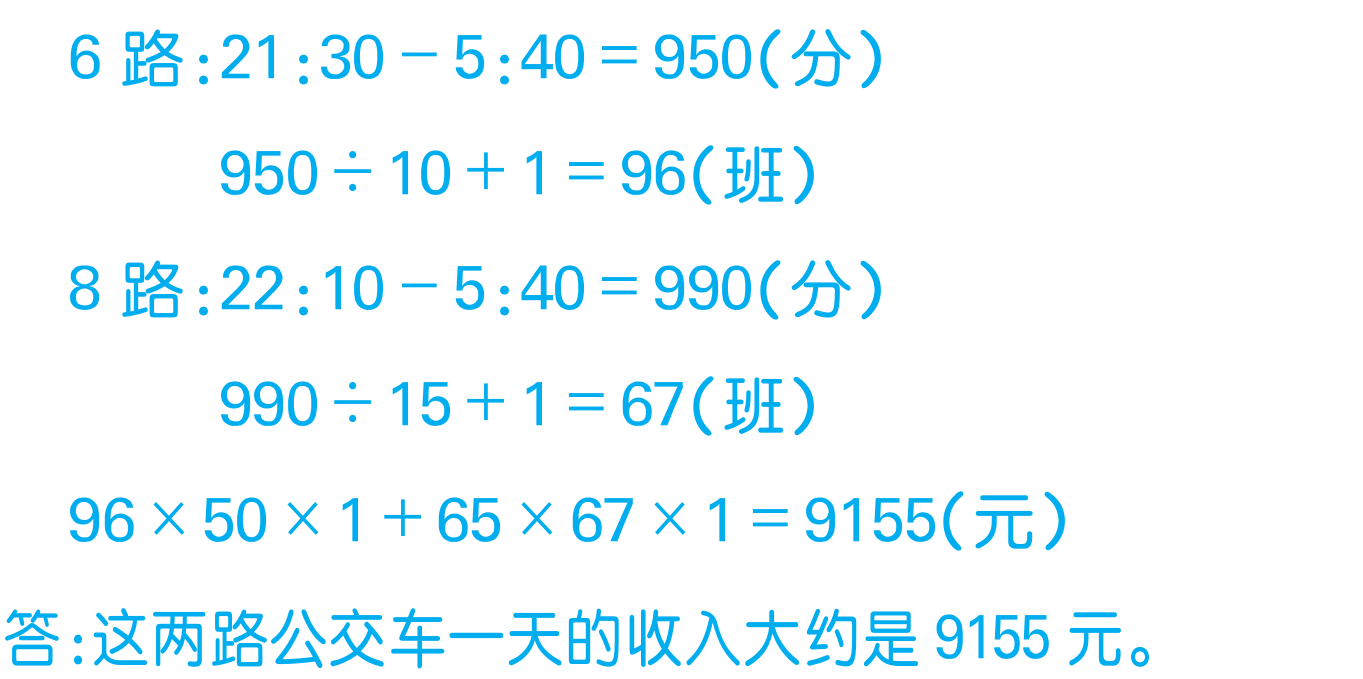 6 路:21:30－5:40＝950(分)
950÷10＋1＝96(班)
8 路:22:10－5:40＝990(分)
990÷15＋1＝67(班)
96×50×1＋65×67×1＝9155(元)
答:这两路公交车一天的收入大约是 9155 元。